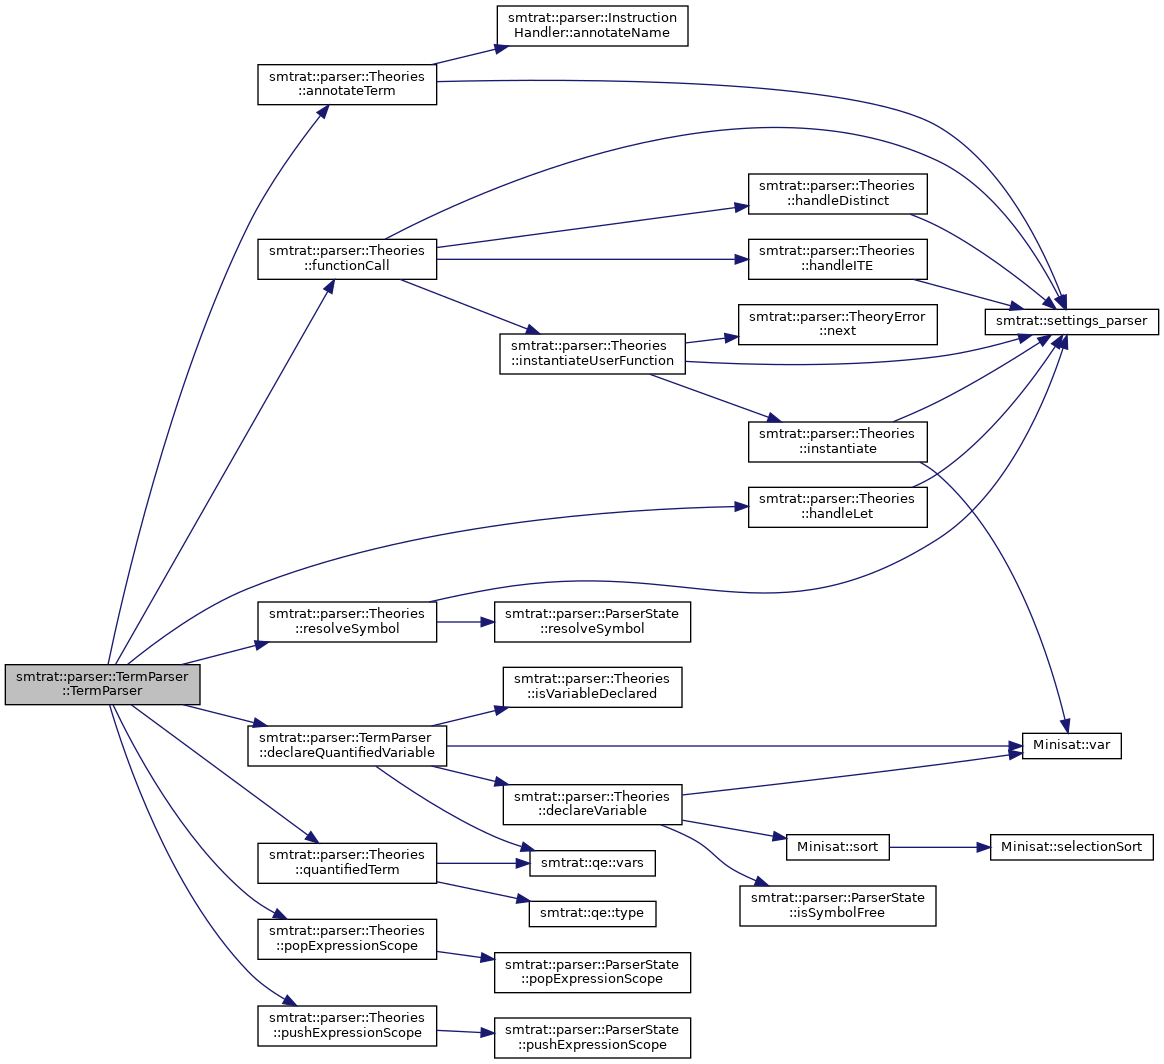 smtrat::parser::Instruction
Handler::annotateName
smtrat::parser::Theories
::annotateTerm
smtrat::parser::Theories
::handleDistinct
smtrat::parser::Theories
::functionCall
smtrat::parser::Theories
::handleITE
smtrat::parser::TheoryError
::next
smtrat::settings_parser
smtrat::parser::Theories
::instantiateUserFunction
smtrat::parser::Theories
::instantiate
smtrat::parser::Theories
::handleLet
smtrat::parser::Theories
::resolveSymbol
smtrat::parser::ParserState
::resolveSymbol
smtrat::parser::TermParser
::TermParser
smtrat::parser::Theories
::isVariableDeclared
smtrat::parser::TermParser
::declareQuantifiedVariable
Minisat::var
smtrat::parser::Theories
::declareVariable
Minisat::sort
Minisat::selectionSort
smtrat::parser::Theories
::quantifiedTerm
smtrat::qe::vars
smtrat::parser::ParserState
::isSymbolFree
smtrat::qe::type
smtrat::parser::Theories
::popExpressionScope
smtrat::parser::ParserState
::popExpressionScope
smtrat::parser::Theories
::pushExpressionScope
smtrat::parser::ParserState
::pushExpressionScope